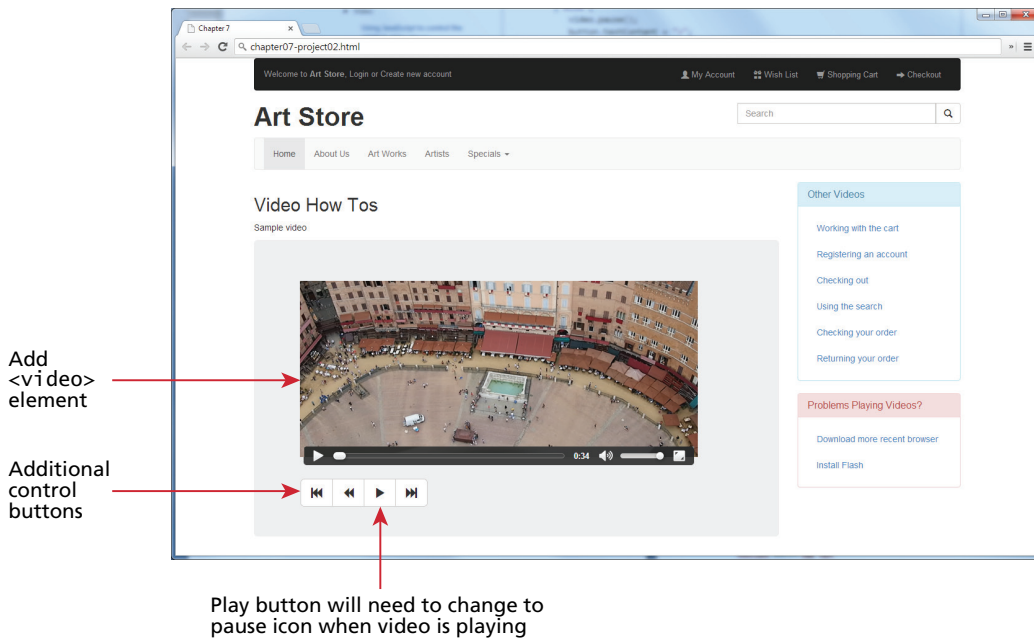 Chapter 7
chapter07-project02.html
Welcome to Art Store, Login or Create new account
My Account
Wish List
Shopping Cart
Checkout
Art Store
Search
Home
About Us
Art Works
Artists
Specials
Video How Tos
Sample video
0:34
Other Videos
Working with the cart
Registering an account
Checking out
Using the search
Checking your order
Returning your order
Problems Playing Videos?
Download more recent browser
Install Flash
Add
<video>
element
Additional
control
buttons
Play button will need to change to
pause icon when video is playing